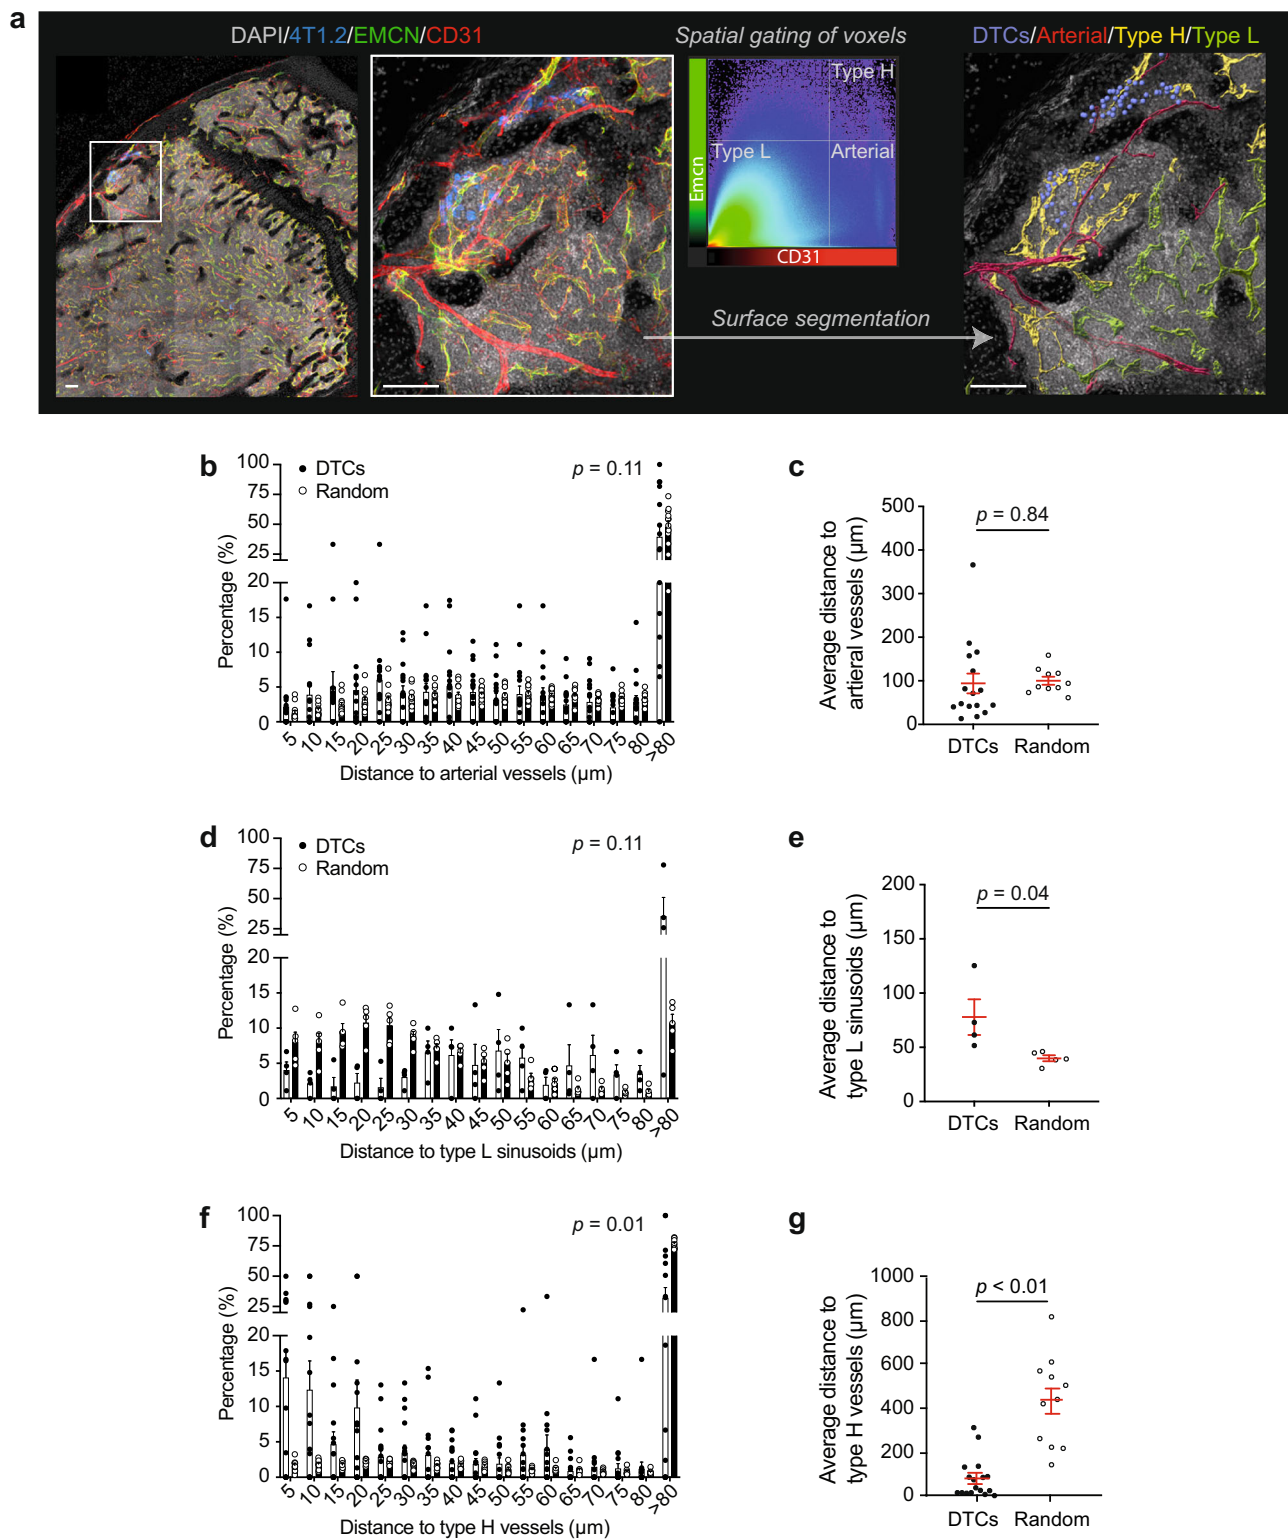 a
DAPI/4T1.2/EMCN/CD31
Spatial gating of voxels
DTCs/Arterial/Type H/Type L
Type H
Type L
Arterial
Emcn
CD31
Surface segmentation
b
DTCs
Random
p = 0.11
Percentage (%)
100
75
50
25
20
15
10
5
0
5 10 15 20 25 30 35 40 45 50 55 60 65 70 75 80 >80
Distance to arterial vessels (µm)
c
p = 0.84
Average distance to
artieral vessels (µm)
500
400
300
200
100
0
DTCs Random
d
DTCs
Random
p = 0.11
Percentage (%)
100
75
50
25
20
15
10
5
0
5 10 15 20 25 30 35 40 45 50 55 60 65 70 75 80 >80
Distance to type L sinusoids (µm)
e
p = 0.04
Average distance to
type L sinusoids (µm)
200
150
100
50
0
DTCs Random
f
p = 0.01
Percentage (%)
100
75
50
25
20
15
10
5
0
5 10 15 20 25 30 35 40 45 50 55 60 65 70 75 80 >80
Distance to type H vessels (µm)
g
p < 0.01
Average distance to
type H vessels (µm)
1000
800
600
400
200
0
DTCs Random